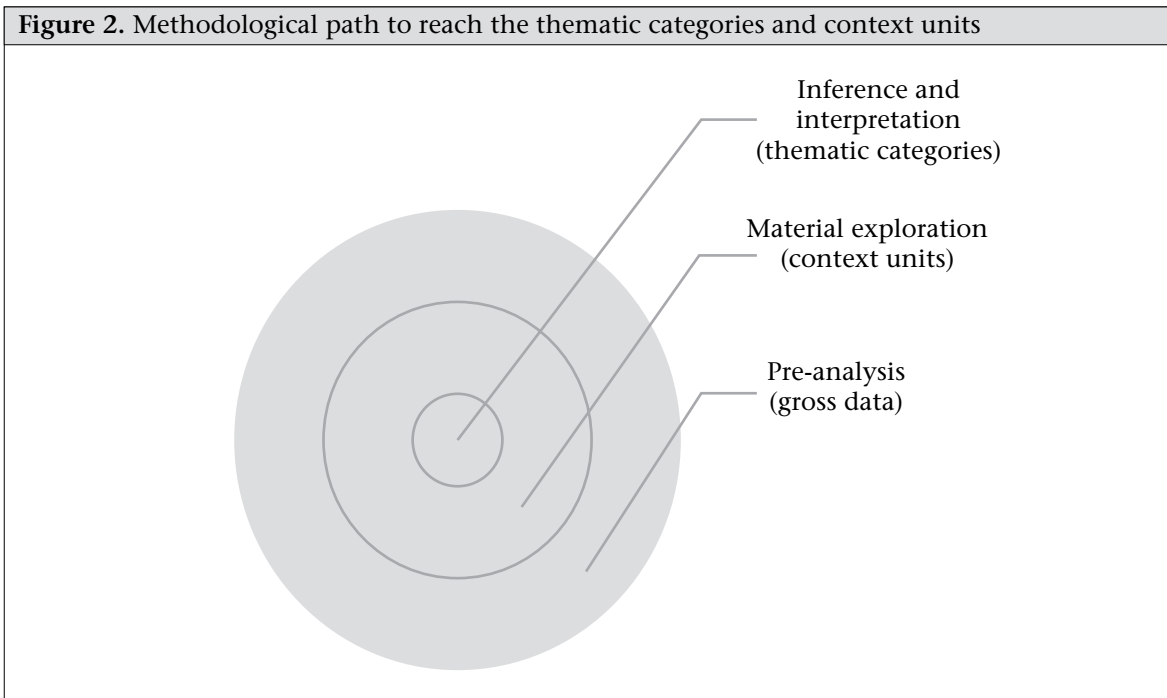 Figure 2. Methodological path to reach the thematic categories and context units
Inference and
interpretation
(thematic categories)
Material exploration
(context units)
Pre-analysis
(gross data)